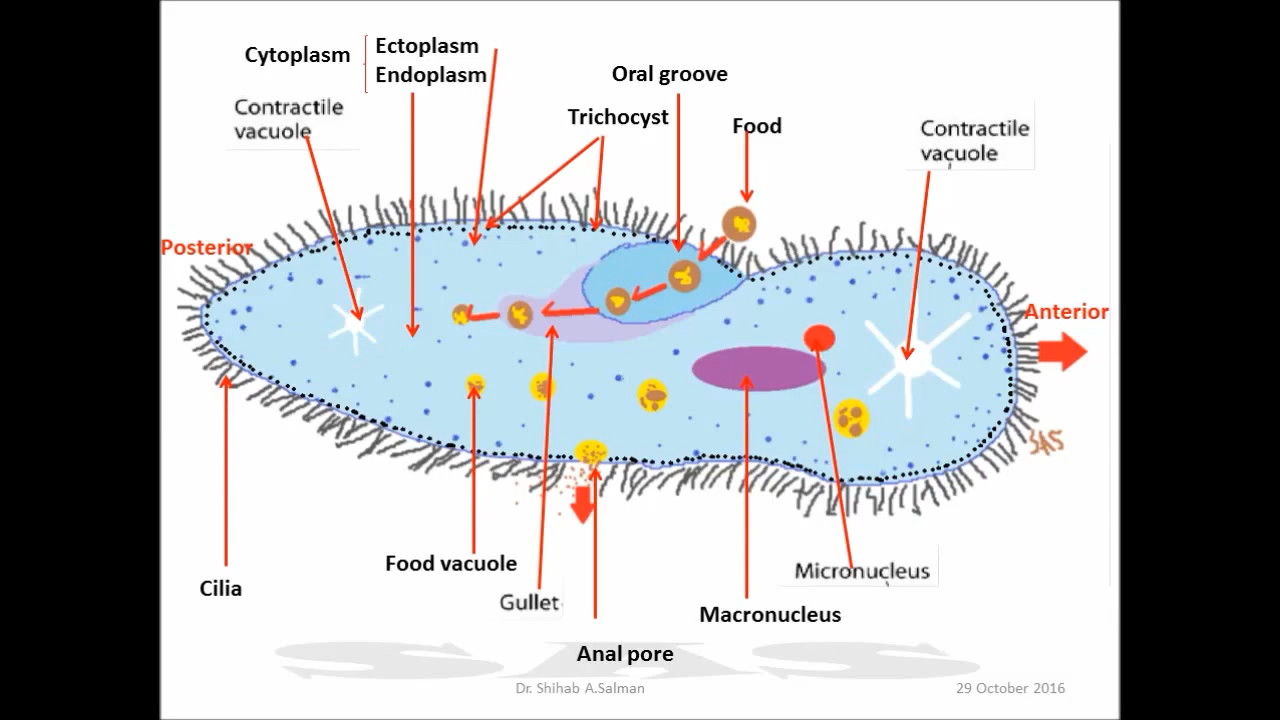 Cytoplasm
Ectoplasm
Endoplasm
Oral groove
Contractile
vacuole
Trichocyst
Food
Contractile
vacuole
Posterior
Anterior
SAS
Food vacuole
Cilia
Gullet
Micronucleus
Macronucleus
Anal pore
SAS
Dr. Shihab A.Salman
29 October 2016